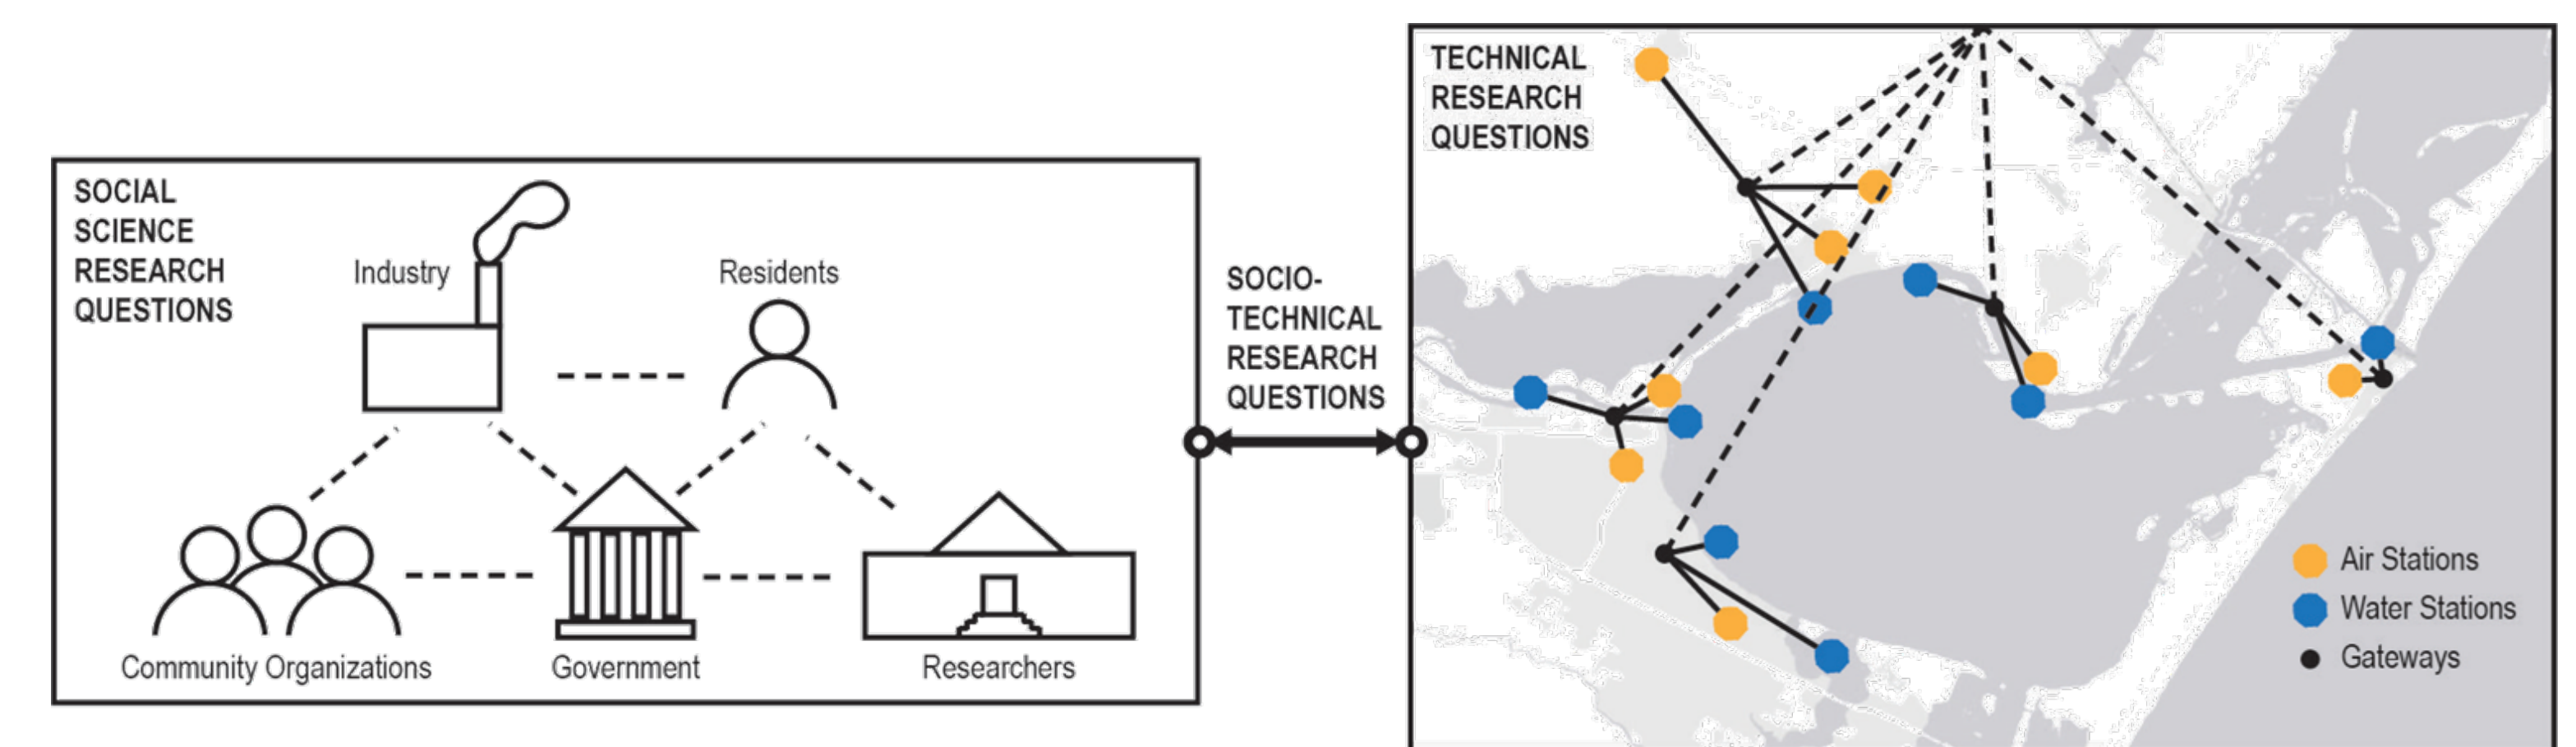 SOCIAL
SCIENCE
RESEARCH
QUESTIONS
Industry
Residents
Community Organizations
Government
Researchers
SOCIO-
TECHNICAL
RESEARCH
QUESTIONS
TECHNICAL
RESEARCH
QUESTIONS
Air Stations
Water Stations
Gateways